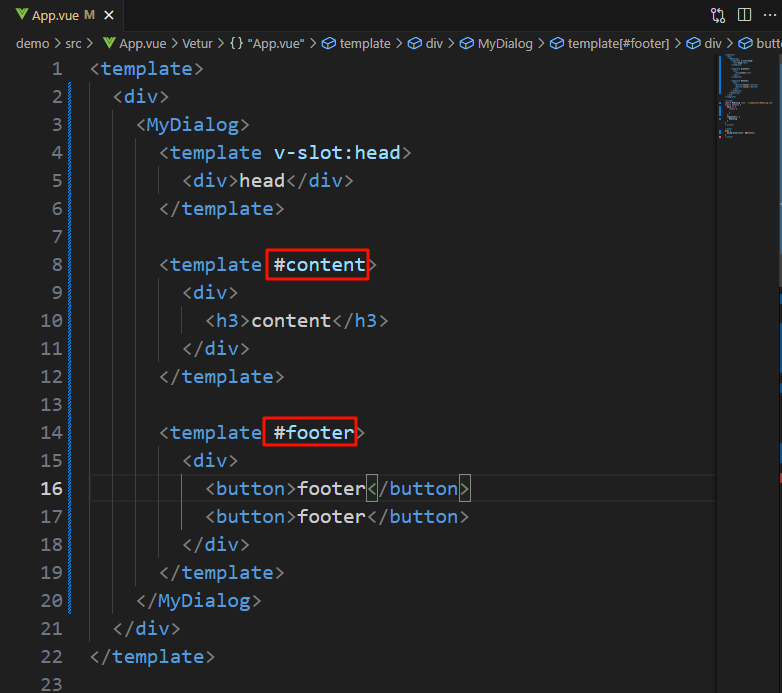 App.vue M
demo > src > App.vue > Vetur > {} "App.vue" > template > div > MyDialog > template[#footer] > div >
1 <template>
2 <div>
3 <MyDialog>
4 <template v-slot:head>
5 <div>head</div>
6 </template>
7
8 <template #content>
9 <div>
10 <h3>content</h3>
11 </div>
12 </template>
13
14 <template #footer>
15 <div>
16 <button>footer</button>
17 <button>footer</button>
18 </div>
19 </template>
20 </MyDialog>
21 </div>
22 </template>
23